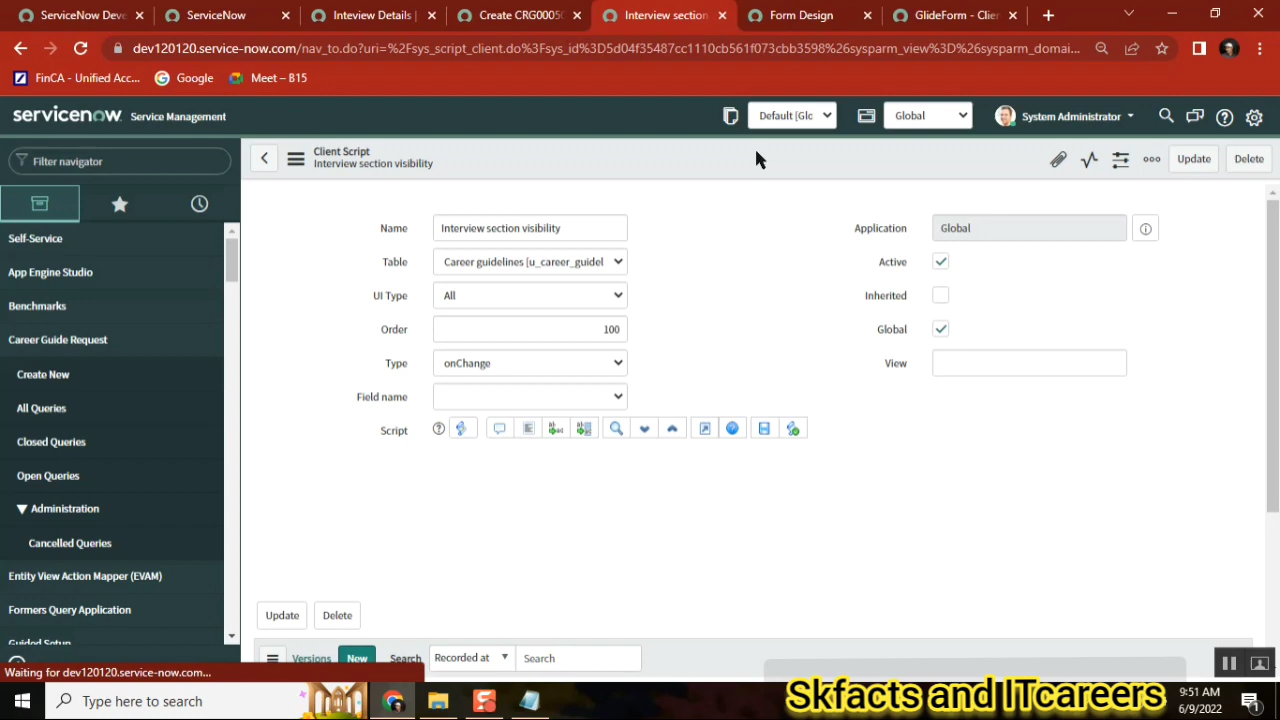 ServiceNow Deve
ServiceNow
Inteview Details |
Create CRG00050
Interview section
Form Design
GlideForm - Clien
dev120120.service-now.com/nav_to.do?uri=%2Fsys_script_client.do%3Fsys_id%3D5d04f35487cc1110cb561f073cbb3598%26sysparm_view%3D%26sysparm_domai...
FinCA - Unified Acc...
Google
Meet – B15
servicenow Service Management
Default [Glc
Global
System Administrator
Filter navigator
Client Script
Interview section visibility
Update
Delete
Self-Service
App Engine Studio
Benchmarks
Career Guide Request
Create New
All Queries
Closed Queries
Open Queries
Administration
Cancelled Queries
Entity View Action Mapper (EVAM)
Formers Query Application
Guided Setup
Name Interview section visibility
Table Career guidelines [u_career_guidel
UI Type All
Order 100
Type onChange
Field name
Script
Application Global
Active
Inherited
Global
View
Update Delete
Versions New Search Recorded at Search
Waiting for dev120120.service-now.com...
Type here to search
Skfacts and ITcareers
9:51 AM
6/9/2022